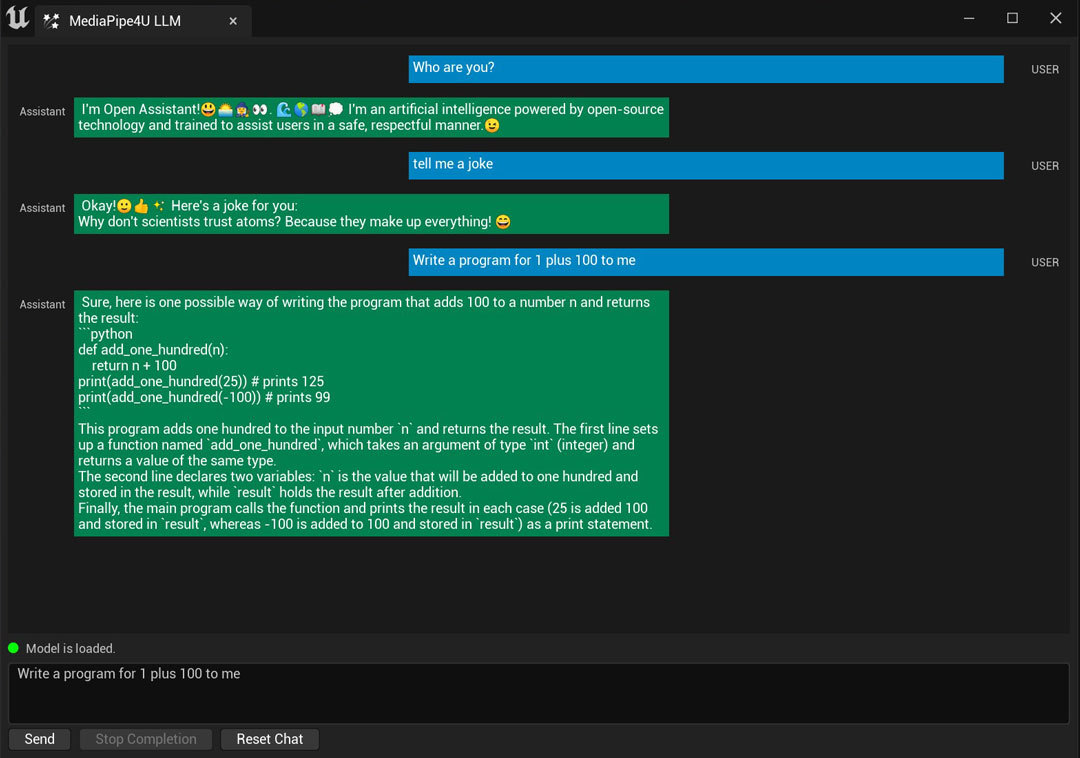 MediaPipe4U LLM
Who are you?
USER
Assistant
I'm Open Assistant!😃🌅👩‍🚀👀. 🌊🌎📖💭 I'm an artificial intelligence powered by open-source
technology and trained to assist users in a safe, respectful manner.😉
tell me a joke
USER
Assistant
Okay!🙂👍✨ Here's a joke for you:
Why don't scientists trust atoms? Because they make up everything! 😄
Write a program for 1 plus 100 to me
USER
Assistant
Sure, here is one possible way of writing the program that adds 100 to a number n and returns
the result:
```python
def add_one_hundred(n):
    return n + 100
print(add_one_hundred(25)) # prints 125
print(add_one_hundred(-100)) # prints 99
```
This program adds one hundred to the input number `n` and returns the result. The first line sets
up a function named `add_one_hundred`, which takes an argument of type `int` (integer) and
returns a value of the same type.
The second line declares two variables: `n` is the value that will be added to one hundred and
stored in the result, while `result` holds the result after addition.
Finally, the main program calls the function and prints the result in each case (25 is added 100
and stored in `result`, whereas -100 is added to 100 and stored in `result`) as a print statement.
Model is loaded.
Write a program for 1 plus 100 to me
Send
Stop Completion
Reset Chat